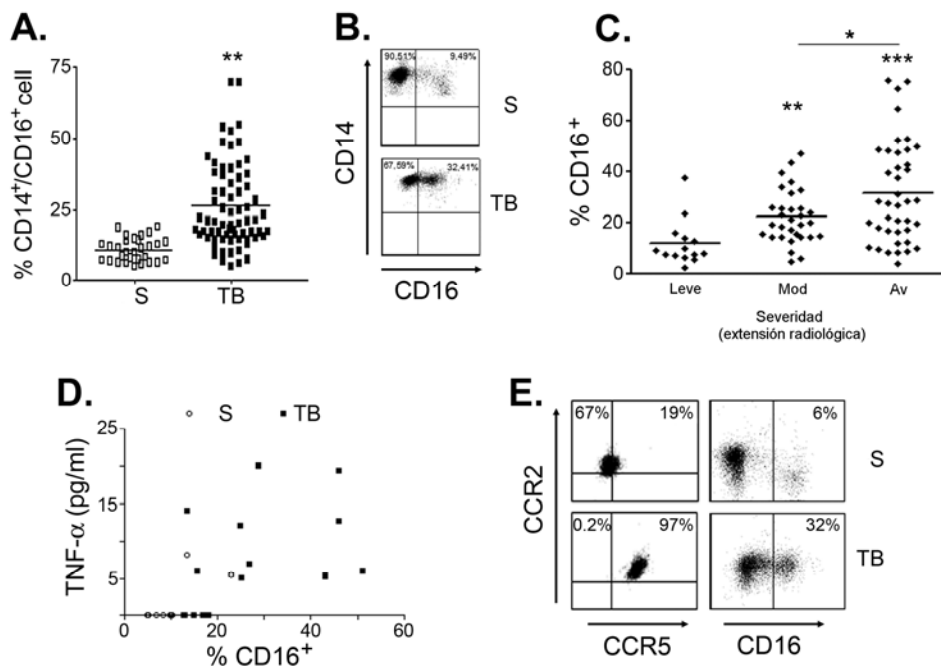 A.
% CD14+/CD16+ cell
75
50
25
0
**
S
TB
B.
CD14
90,51%
9,49%
S
67,59%
32,41%
TB
CD16
C.
% CD16+
80
60
40
20
0
*
**
***
Leve
Mod
Av
Severidad
(extensión radiológica)
D.
S
TB
TNF-α (pg/ml)
25
15
5
0
20
40
60
% CD16+
E.
CCR2
67%
19%
6%
S
0.2%
97%
32%
TB
CCR5
CD16